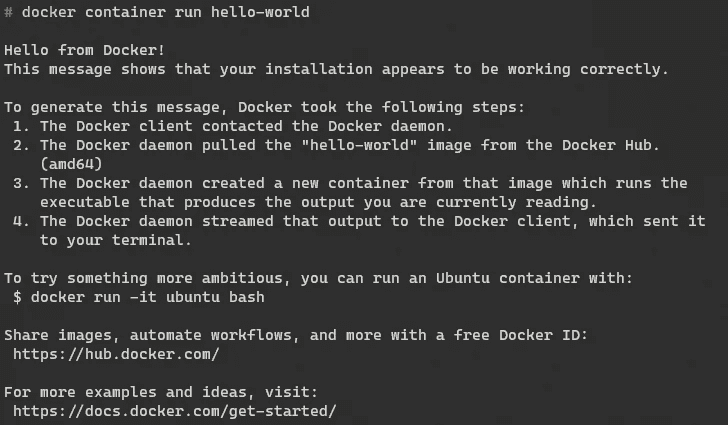 # docker container run hello-world
Hello from Docker!
This message shows that your installation appears to be working correctly.
To generate this message, Docker took the following steps:
1. The Docker client contacted the Docker daemon.
2. The Docker daemon pulled the "hello-world" image from the Docker Hub.
(amd64)
3. The Docker daemon created a new container from that image which runs the
executable that produces the output you are currently reading.
4. The Docker daemon streamed that output to the Docker client, which sent it
to your terminal.
To try something more ambitious, you can run an Ubuntu container with:
$ docker run -it ubuntu bash
Share images, automate workflows, and more with a free Docker ID:
https://hub.docker.com/
For more examples and ideas, visit:
https://docs.docker.com/get-started/